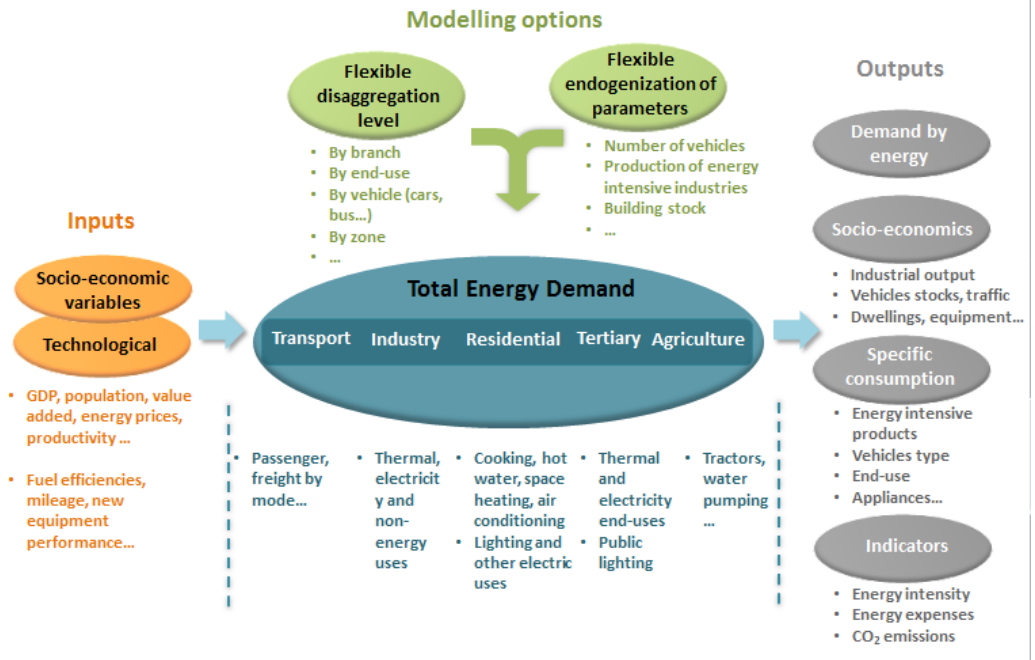 Modelling options
Flexible
disaggregation
level
• By branch
• By end-use
• By vehicle (cars,
bus...)
• By zone
• ...
Flexible
endogenization of
parameters
• Number of vehicles
• Production of energy
intensive industries
• Building stock
• ...
Inputs
Socio-economic
variables
Technological
• GDP, population, value
added, energy prices,
productivity ...
• Fuel efficiencies,
mileage, new
equipment
performance...
Total Energy Demand
Transport Industry Residential Tertiary Agriculture
• Passenger,
freight by
mode...
• Thermal,
electricit
y and
non-
energy
uses
• Cooking, hot
water, space
heating, air
conditioning
• Lighting and
other electric
uses
• Thermal
and
electricity
end-uses
• Public
lighting
• Tractors,
water
pumping
...
Outputs
Demand by
energy
Socio-economics
• Industrial output
• Vehicles stocks, traffic
• Dwellings, equipment...
Specific
consumption
• Energy intensive
products
• Vehicles type
• End-use
• Appliances...
Indicators
• Energy intensity
• Energy expenses
• CO₂ emissions